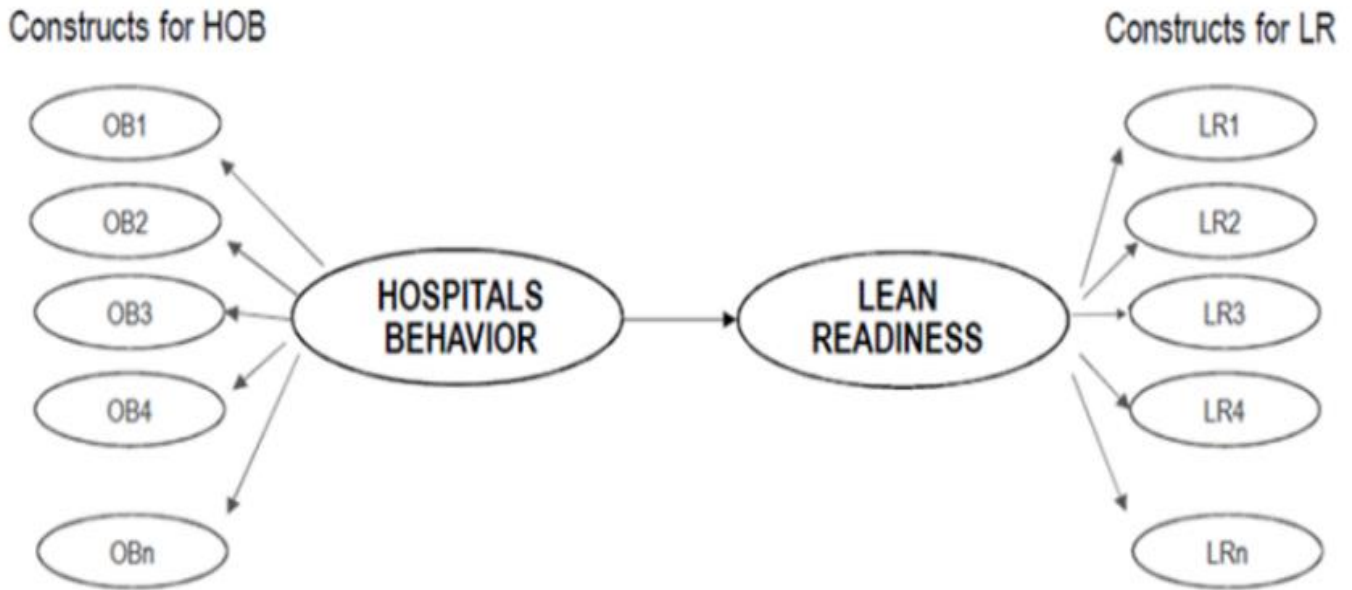 Constructs for HOB
Constructs for LR
OB1
OB2
OB3
OB4
OBn
HOSPITALS
BEHAVIOR
LEAN
READINESS
LR1
LR2
LR3
LR4
LRn